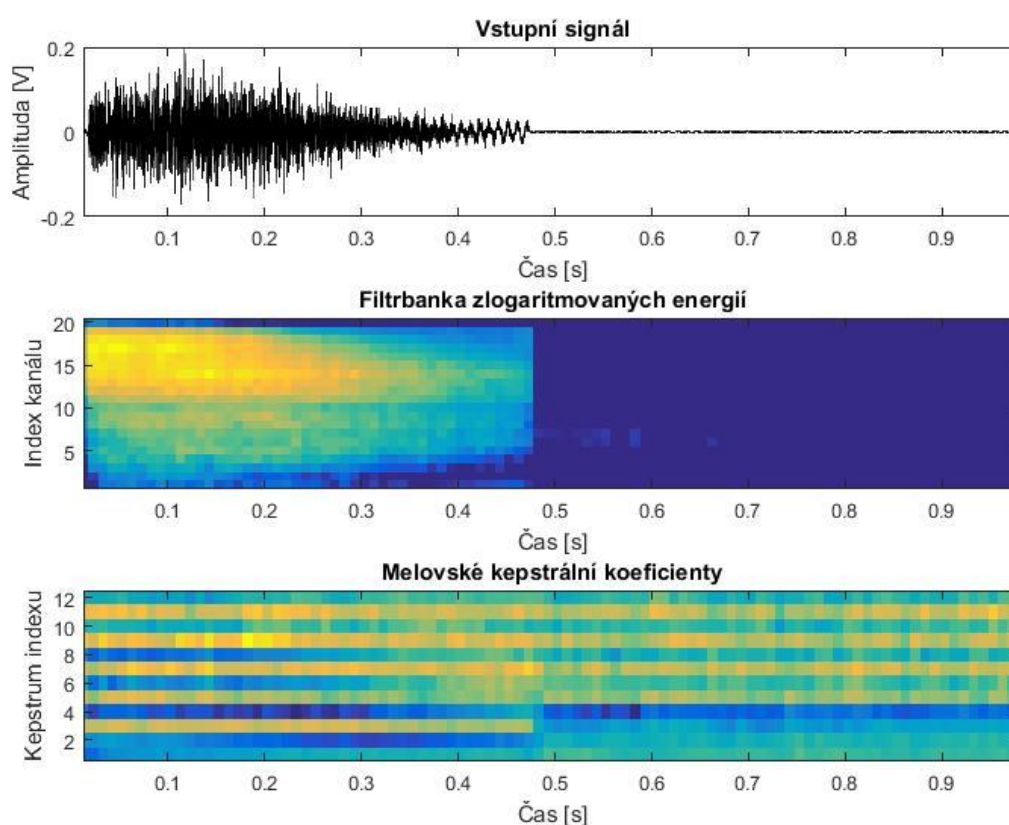 Vstupní signál
Amplituda [V]
0.2
0
-0.2
0.1 0.2 0.3 0.4 0.5 0.6 0.7 0.8 0.9
Čas [s]
Filtrbanka zlogaritmovaných energií
Index kanálu
20
15
10
5
0.1 0.2 0.3 0.4 0.5 0.6 0.7 0.8 0.9
Čas [s]
Melovské kepstrální koeficienty
Kepstrum indexu
12
10
8
6
4
2
0.1 0.2 0.3 0.4 0.5 0.6 0.7 0.8 0.9
Čas [s]